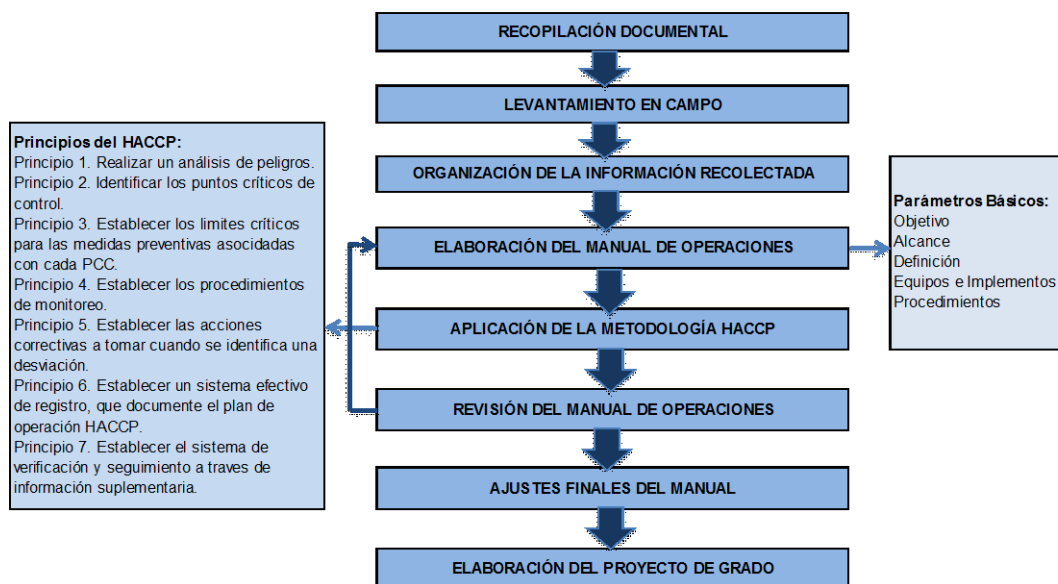 RECOPILACIÓN DOCUMENTAL
LEVANTAMIENTO EN CAMPO
ORGANIZACIÓN DE LA INFORMACIÓN RECOLECTADA
ELABORACIÓN DEL MANUAL DE OPERACIONES
APLICACIÓN DE LA METODOLOGÍA HACCP
REVISIÓN DEL MANUAL DE OPERACIONES
AJUSTES FINALES DEL MANUAL
ELABORACIÓN DEL PROYECTO DE GRADO
Principios del HACCP:
Principio 1. Realizar un análisis de peligros.
Principio 2. Identificar los puntos críticos de
control.
Principio 3. Establecer los limites críticos
para las medidas preventivas asociadas
con cada PCC.
Principio 4. Establecer los procedimientos
de monitoreo.
Principio 5. Establecer las acciones
correctivas a tomar cuando se identifica una
desviación.
Principio 6. Establecer un sistema efectivo
de registro, que documente el plan de
operación HACCP.
Principio 7. Establecer el sistema de
verificación y seguimiento a traves de
información suplementaria.
Parámetros Básicos:
Objetivo
Alcance
Definición
Equipos e Implementos
Procedimientos